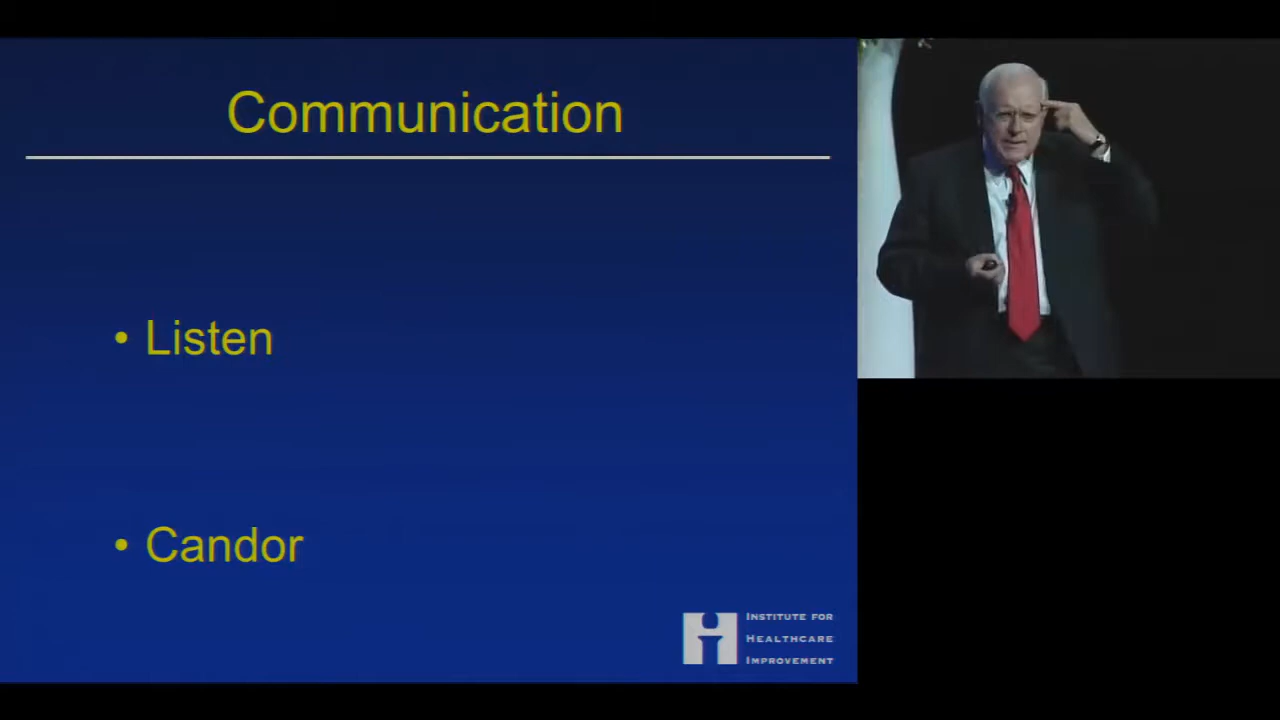 Communication
• Listen
• Candor
INSTITUTE FOR
HEALTHCARE
IMPROVEMENT